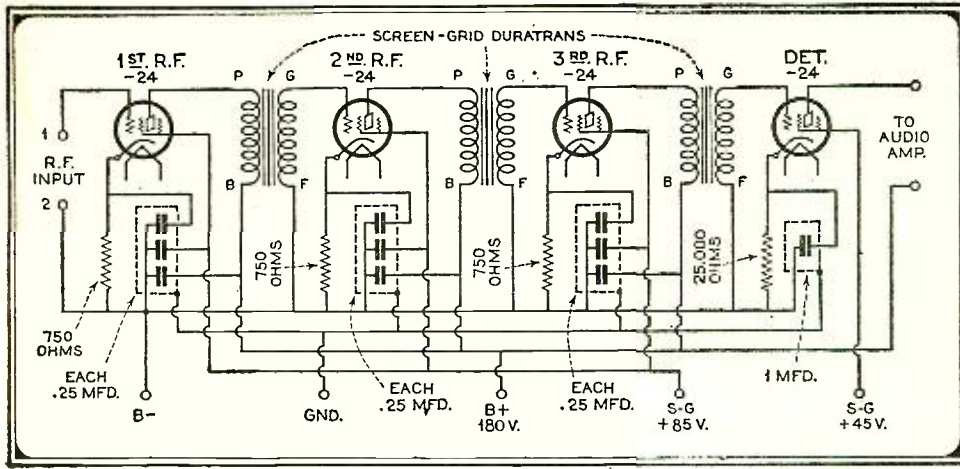 SCREEN-GRID DURATRANS
1ST. R.F.
-24
P
G
2ND. R.F.
-24
P
G
3RD. R.F.
-24
P
G
DET.
-24
1
R.F.
INPUT
2
TO
AUDIO
AMP.
B
F
B
F
B
F
750
OHMS
750
OHMS
25,000
OHMS
750
OHMS
EACH
.25 MFD.
EACH
.25 MFD.
EACH
.25 MFD.
1 MFD.
B-
GND.
B+
180 V.
S-G
+85V.
S-G
+45V.